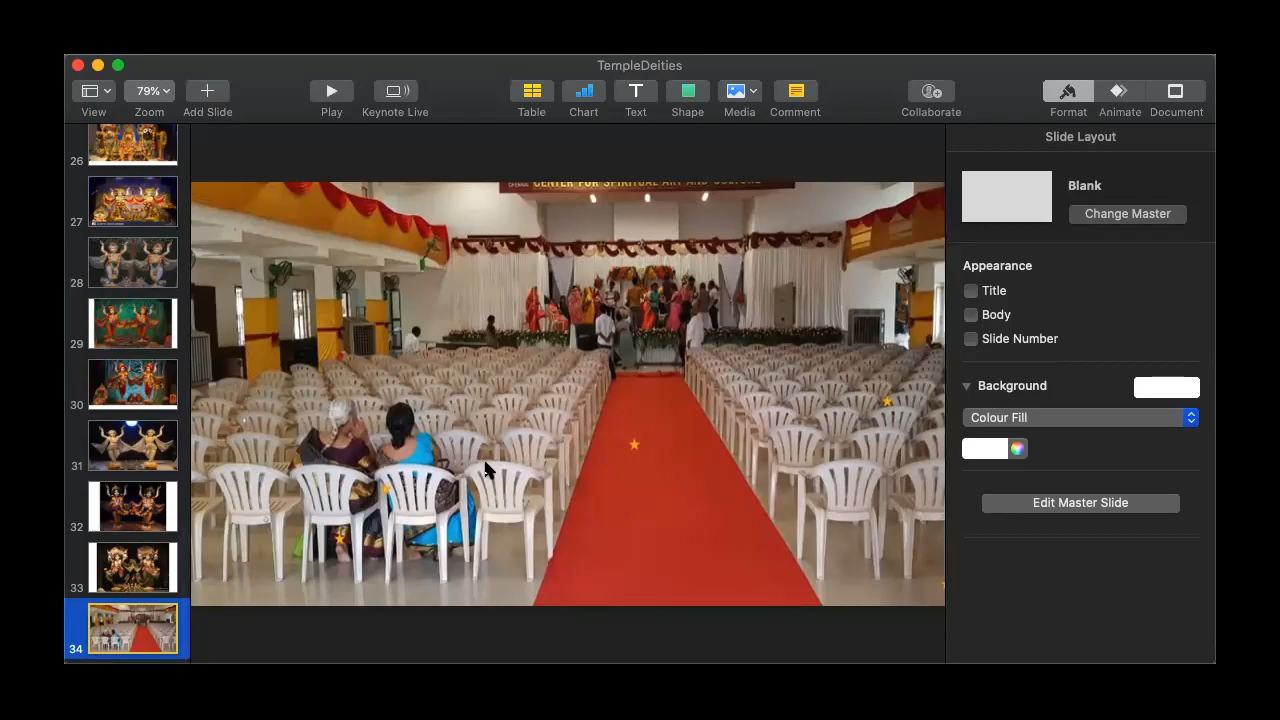 TempleDeities
79%
View
Zoom
Add Slide
Play
Keynote Live
Table
Chart
Text
Shape
Media
Comment
Collaborate
Format
Animate
Document
26
27
28
29
30
31
32
33
34
CHENNAI CENTER FOR SPIRITUAL ART AND CULTURE
Slide Layout
Blank
Change Master
Appearance
Title
Body
Slide Number
Background
Colour Fill
Edit Master Slide